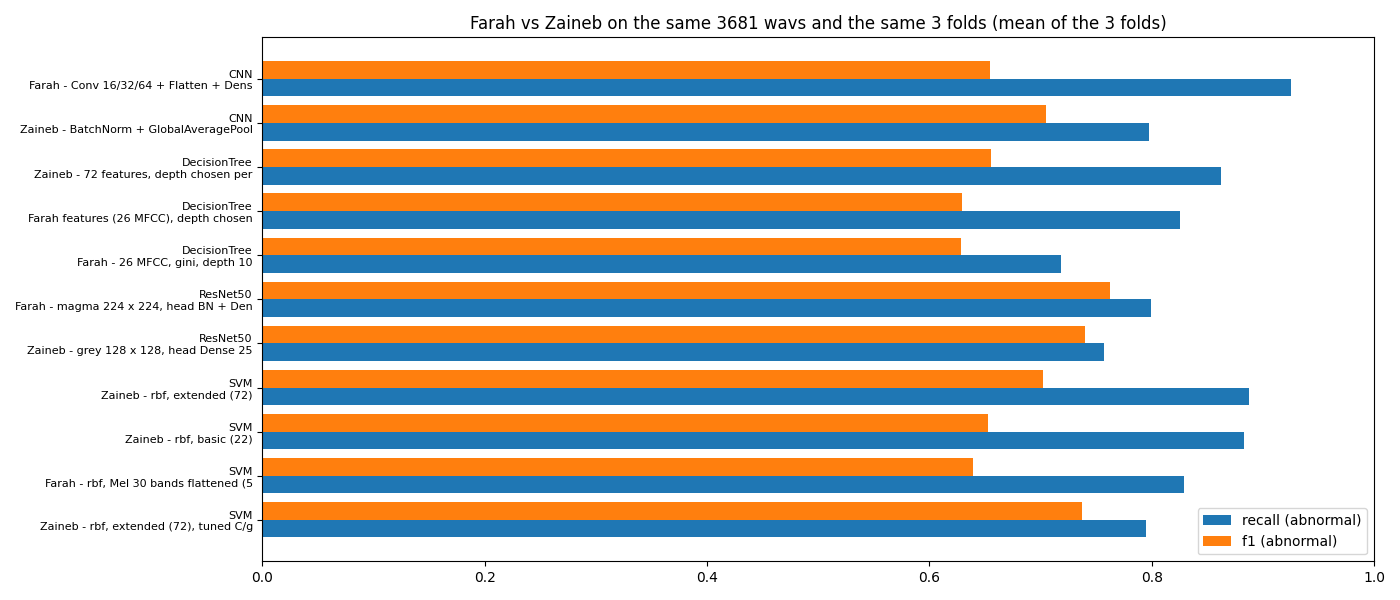 Farah vs Zaineb on the same 3681 wavs and the same 3 folds (mean of the 3 folds)
CNN
Farah - Conv 16/32/64 + Flatten + Dens
CNN
Zaineb - BatchNorm + GlobalAveragePool
DecisionTree
Zaineb - 72 features, depth chosen per
DecisionTree
Farah features (26 MFCC), depth chosen
DecisionTree
Farah - 26 MFCC, gini, depth 10
ResNet50
Farah - magma 224 x 224, head BN + Den
ResNet50
Zaineb - grey 128 x 128, head Dense 25
SVM
Zaineb - rbf, extended (72)
SVM
Zaineb - rbf, basic (22)
SVM
Farah - rbf, Mel 30 bands flattened (5
SVM
Zaineb - rbf, extended (72), tuned C/g
recall (abnormal)
f1 (abnormal)
0.0 0.2 0.4 0.6 0.8 1.0